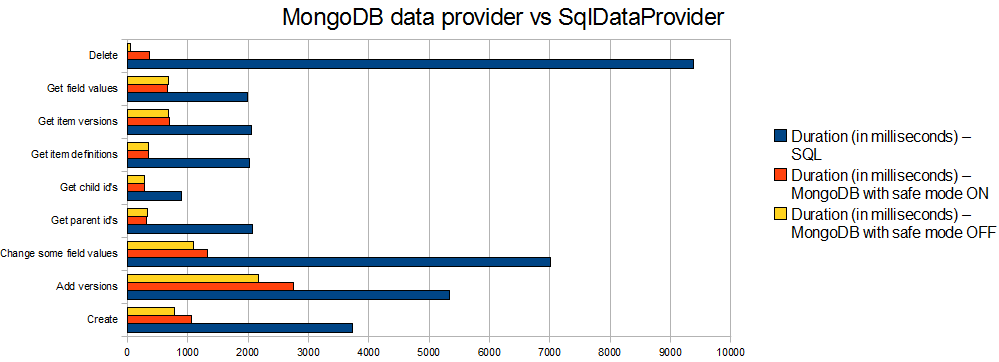 MongoDB data provider vs SqlDataProvider
Delete
Get field values
Get item versions
Get item definitions
Get child id's
Get parent id's
Change some field values
Add versions
Create
0 1000 2000 3000 4000 5000 6000 7000 8000 9000 10000
Duration (in milliseconds) –
SQL
Duration (in milliseconds) –
MongoDB with safe mode ON
Duration (in milliseconds) –
MongoDB with safe mode OFF